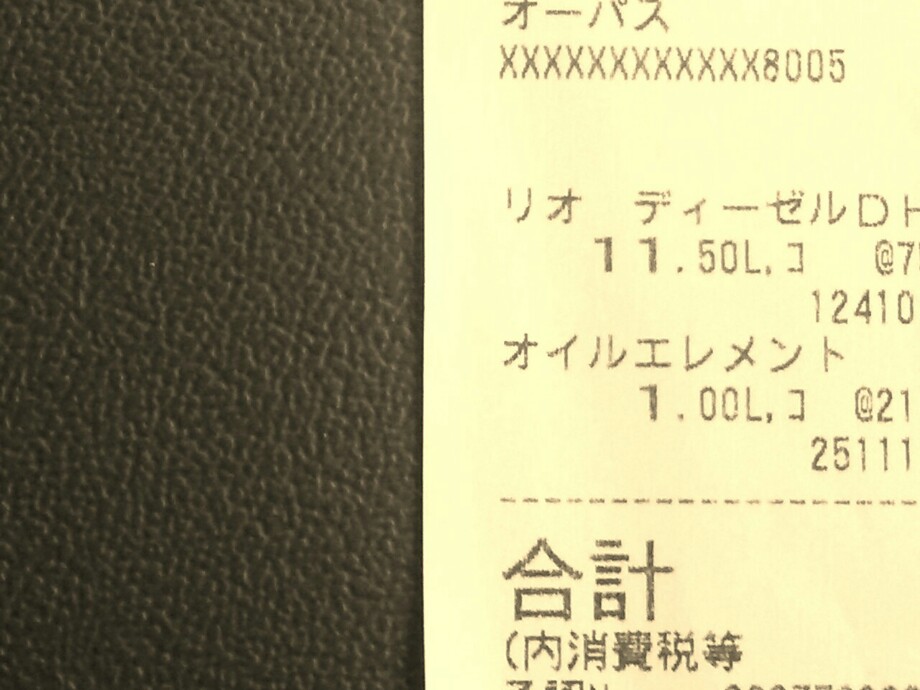 オーパス
XXXXXXXXXXXX8005
リオ ディーゼルDH
11.50L,コ @7
12410
オイルエレメント
1.00L,コ @21
25111
合計
(内消費税等